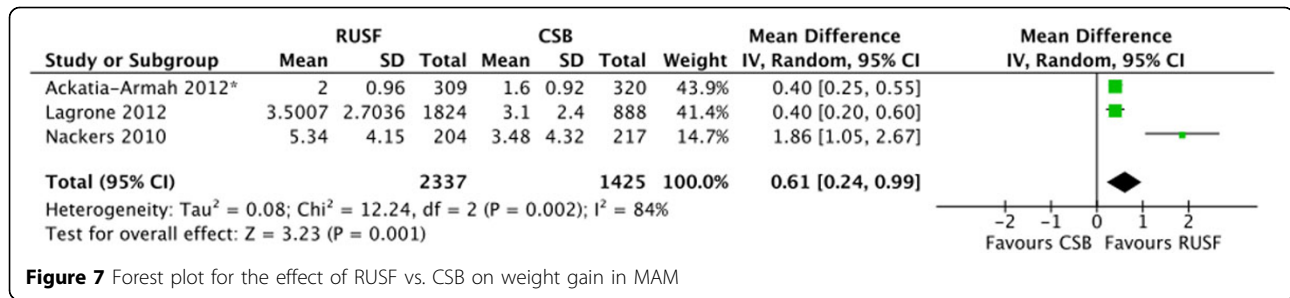 RUSF CSB Mean Difference Mean Difference
Study or Subgroup Mean SD Total Mean SD Total Weight IV, Random, 95% CI IV, Random, 95% CI
Ackatia-Armah 2012* 2 0.96 309 1.6 0.92 320 43.9% 0.40 [0.25, 0.55]
Lagrone 2012 3.5007 2.7036 1824 3.1 2.4 888 41.4% 0.40 [0.20, 0.60]
Nackers 2010 5.34 4.15 204 3.48 4.32 217 14.7% 1.86 [1.05, 2.67]
Total (95% CI) 2337 1425 100.0% 0.61 [0.24, 0.99]
Heterogeneity: Tau² = 0.08; Chi² = 12.24, df = 2 (P = 0.002); I² = 84%
Test for overall effect: Z = 3.23 (P = 0.001)
-2 -1 0 1 2
Favours CSB Favours RUSF
Figure 7 Forest plot for the effect of RUSF vs. CSB on weight gain in MAM